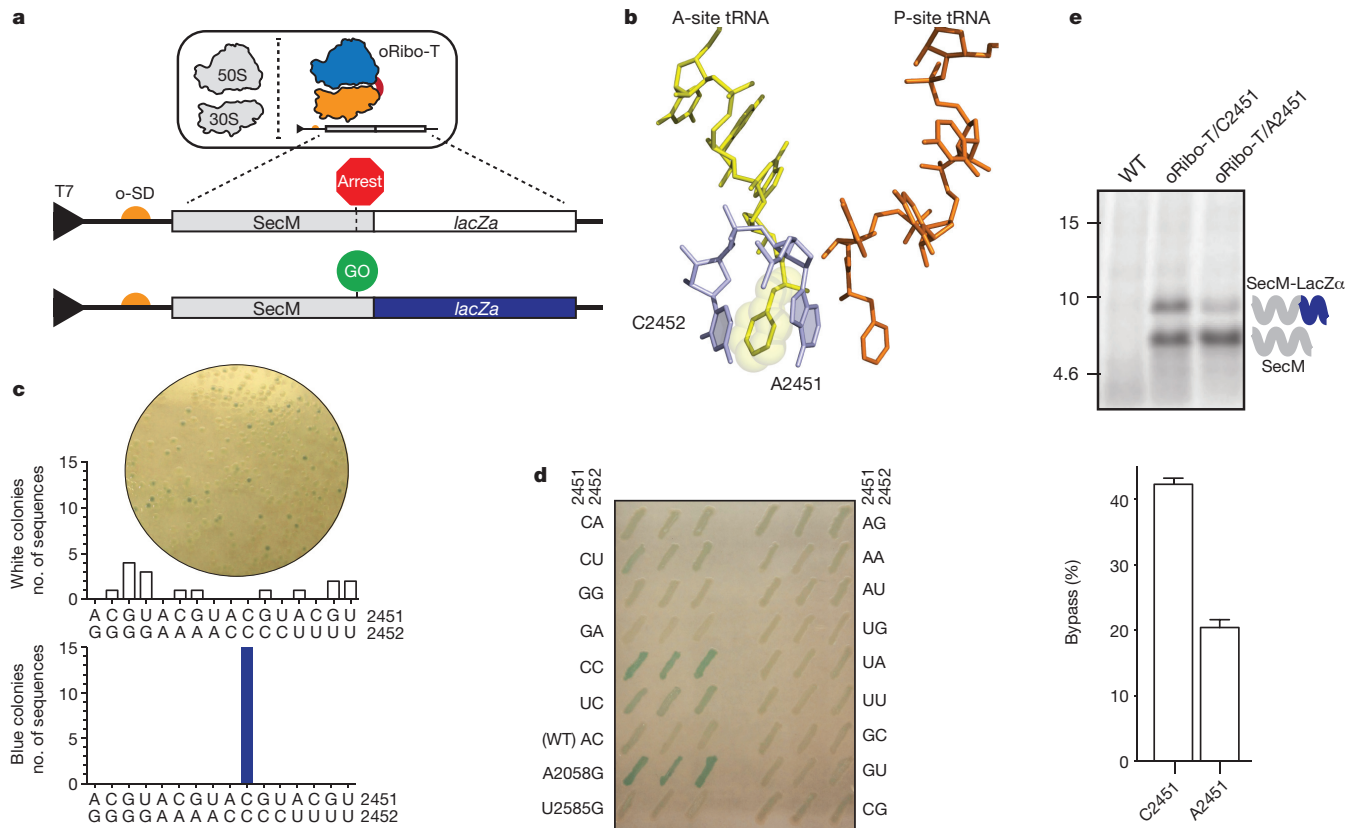 a
oRibo-T
50S
30S
Arrest
T7
o-SD
SecM
lacZa
GO
SecM
lacZa
b
A-site tRNA
P-site tRNA
C2452
A2451
c
White colonies
no. of sequences
15
10
5
0
A C G U A C G U A C G U A C G U 2451
G G G G A A A A C C C C U U U U 2452
Blue colonies
no. of sequences
15
10
5
0
A C G U A C G U A C G U A C G U 2451
G G G G A A A A C C C C U U U U 2452
d
2451
2452
2451
2452
CA
CU
GG
GA
CC
UC
(WT) AC
A2058G
U2585G
AG
AA
AU
UG
UA
UU
GC
GU
CG
e
WT
oRibo-T/C2451
oRibo-T/A2451
15
10
4.6
SecM-LacZα
SecM
Bypass (%)
40
30
20
10
0
C2451
A2451